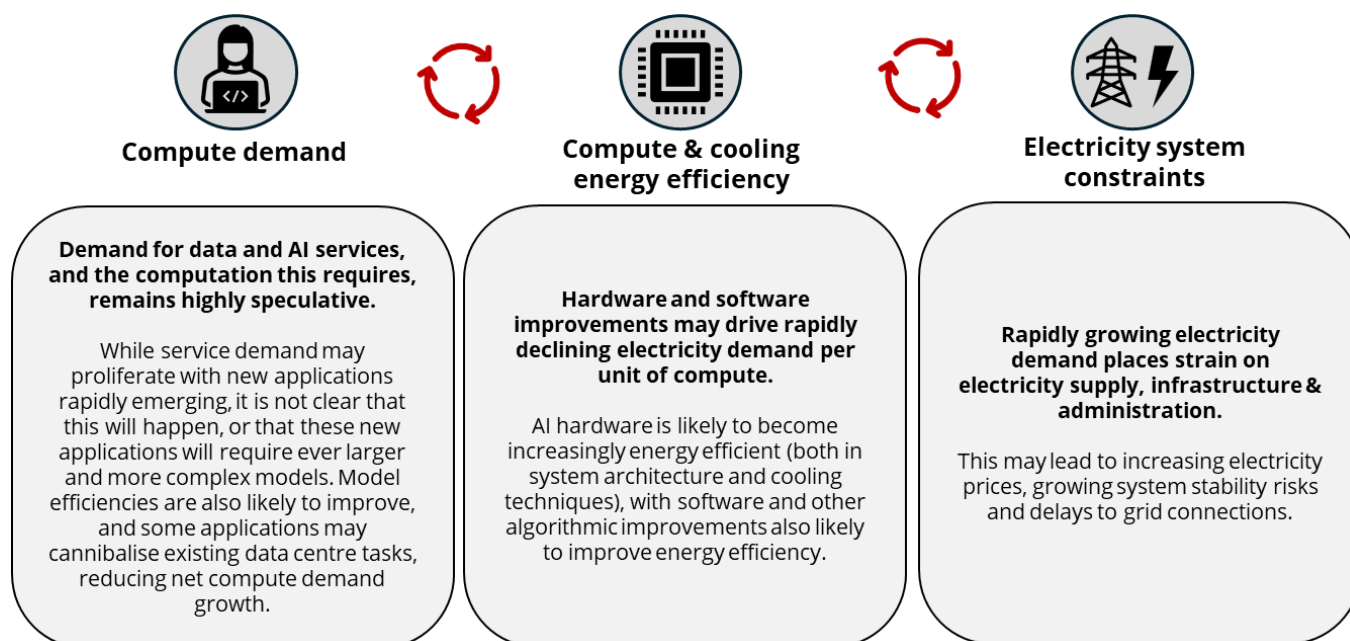 </>
Compute demand
Compute & cooling
energy efficiency
Electricity system
constraints
Demand for data and AI services,
and the computation this requires,
remains highly speculative.
While service demand may
proliferate with new applications
rapidly emerging, it is not clear that
this will happen, or that these new
applications will require ever larger
and more complex models. Model
efficiencies are also likely to improve,
and some applications may
cannibalise existing data centre tasks,
reducing net compute demand
growth.
Hardware and software
improvements may drive rapidly
declining electricity demand per
unit of compute.
AI hardware is likely to become
increasingly energy efficient (both in
system architecture and cooling
techniques), with software and other
algorithmic improvements also likely
to improve energy efficiency.
Rapidly growing electricity
demand places strain on
electricity supply, infrastructure &
administration.
This may lead to increasing electricity
prices, growing system stability risks
and delays to grid connections.